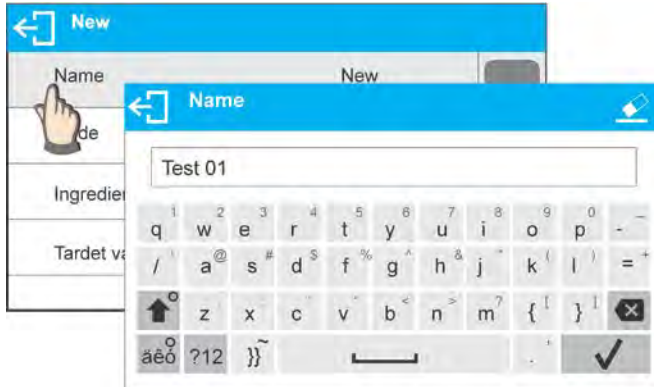 New
Name New
de
Ingredie
Tardet va
Name
Test 01
q 1 w 2 e 3 r 4 t 5 y 6 u 7 i 8 o 9 p 0 - _
/ a @ s # d $ f % g ^ h & j k ( l ) = +
z x c v b < n > m ? { [ } ]
äêó ?12 }} ~ . '